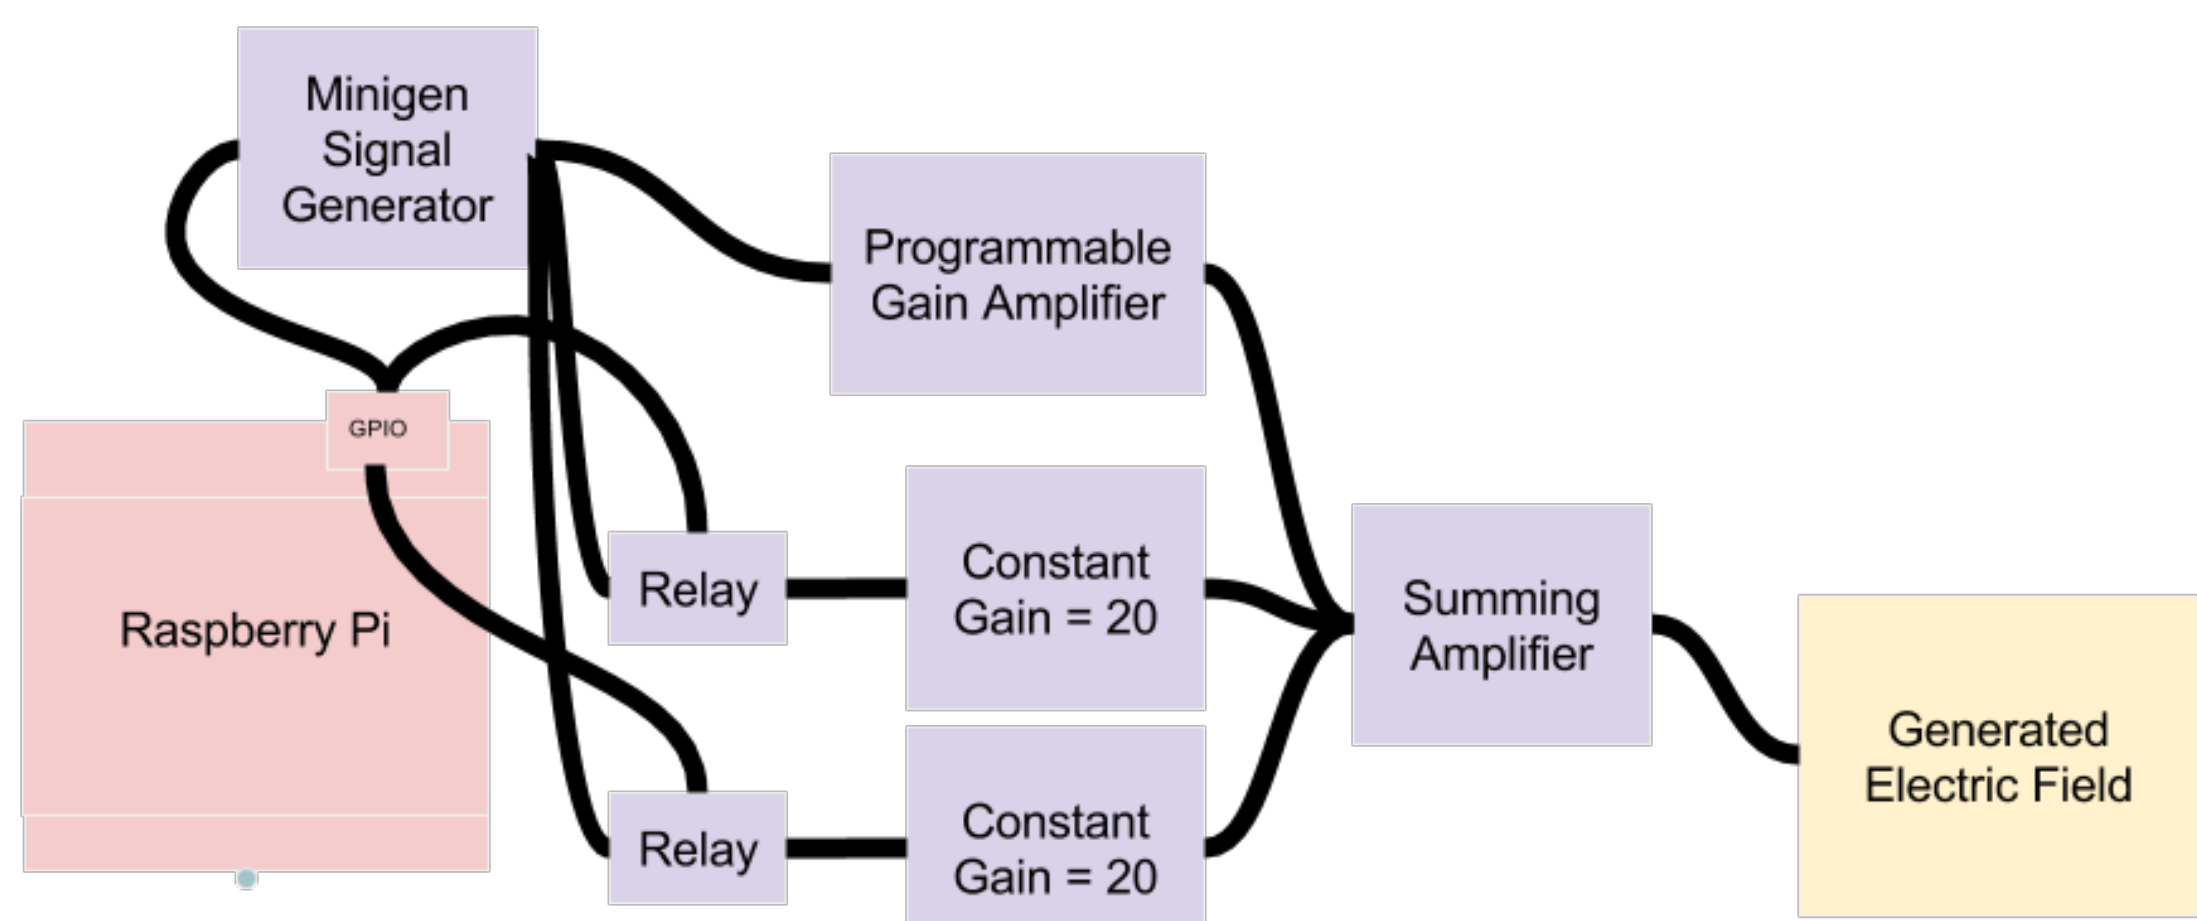 Minigen
Signal
Generator
Programmable
Gain Amplifier
GPIO
Raspberry Pi
Relay
Constant
Gain = 20
Summing
Amplifier
Generated
Electric Field
Relay
Constant
Gain = 20